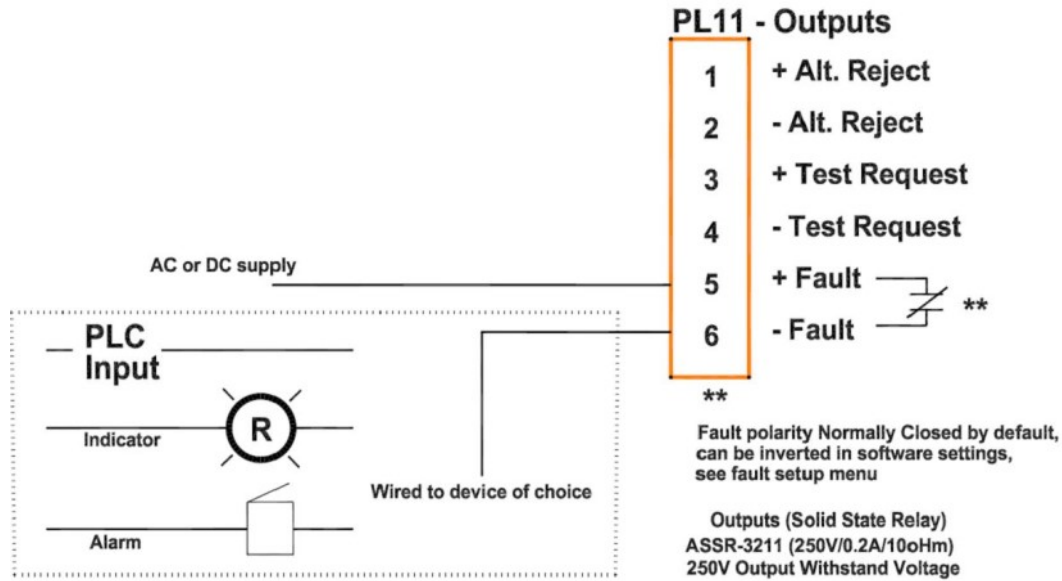 PL11 - Outputs
1 + Alt. Reject
2 - Alt. Reject
3 + Test Request
4 - Test Request
AC or DC supply
5 + Fault
**
6 - Fault
PLC
Input
**
R
Indicator
Fault polarity Normally Closed by default,
can be inverted in software settings,
see fault setup menu
Wired to device of choice
Alarm
Outputs (Solid State Relay)
ASSR-3211 (250V/0.2A/10oHm)
250V Output Withstand Voltage